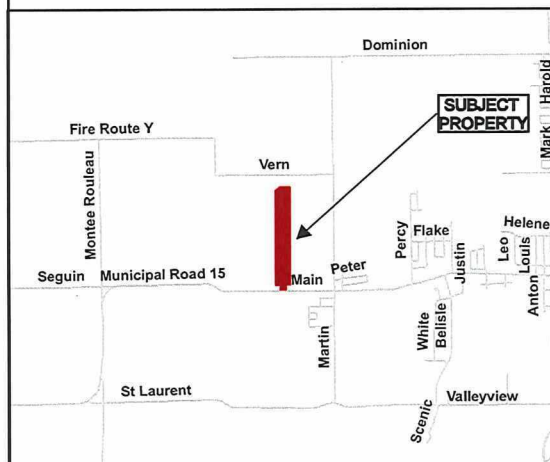 Dominion
Harold
Mark
SUBJECT
PROPERTY
Fire Route Y
Montee Rouleau
Vern
Percy
Flake
Helene
Justin
Leo
Louis
Anton
Seguin
Municipal Road 15
Main
Peter
Martin
White
Belisle
St Laurent
Valleyview
Scenic